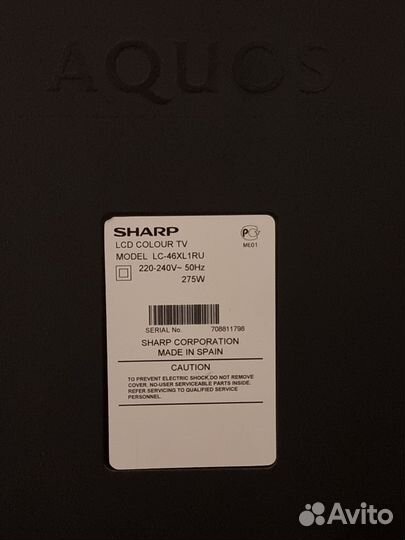 AQUOS
SHARP
LCD COLOUR TV
MODEL LC-46XL1RU
220-240V~ 50Hz
275W
ME01
SERIAL No. 708811798
SHARP CORPORATION
MADE IN SPAIN
CAUTION
TO PREVENT ELECTRIC SHOCK,DO NOT REMOVE
COVER. NO-USER SERVICEABLE PARTS INSIDE.
REFER SERVICING TO QUALIFIED SERVICE
PERSONNEL.
Avito